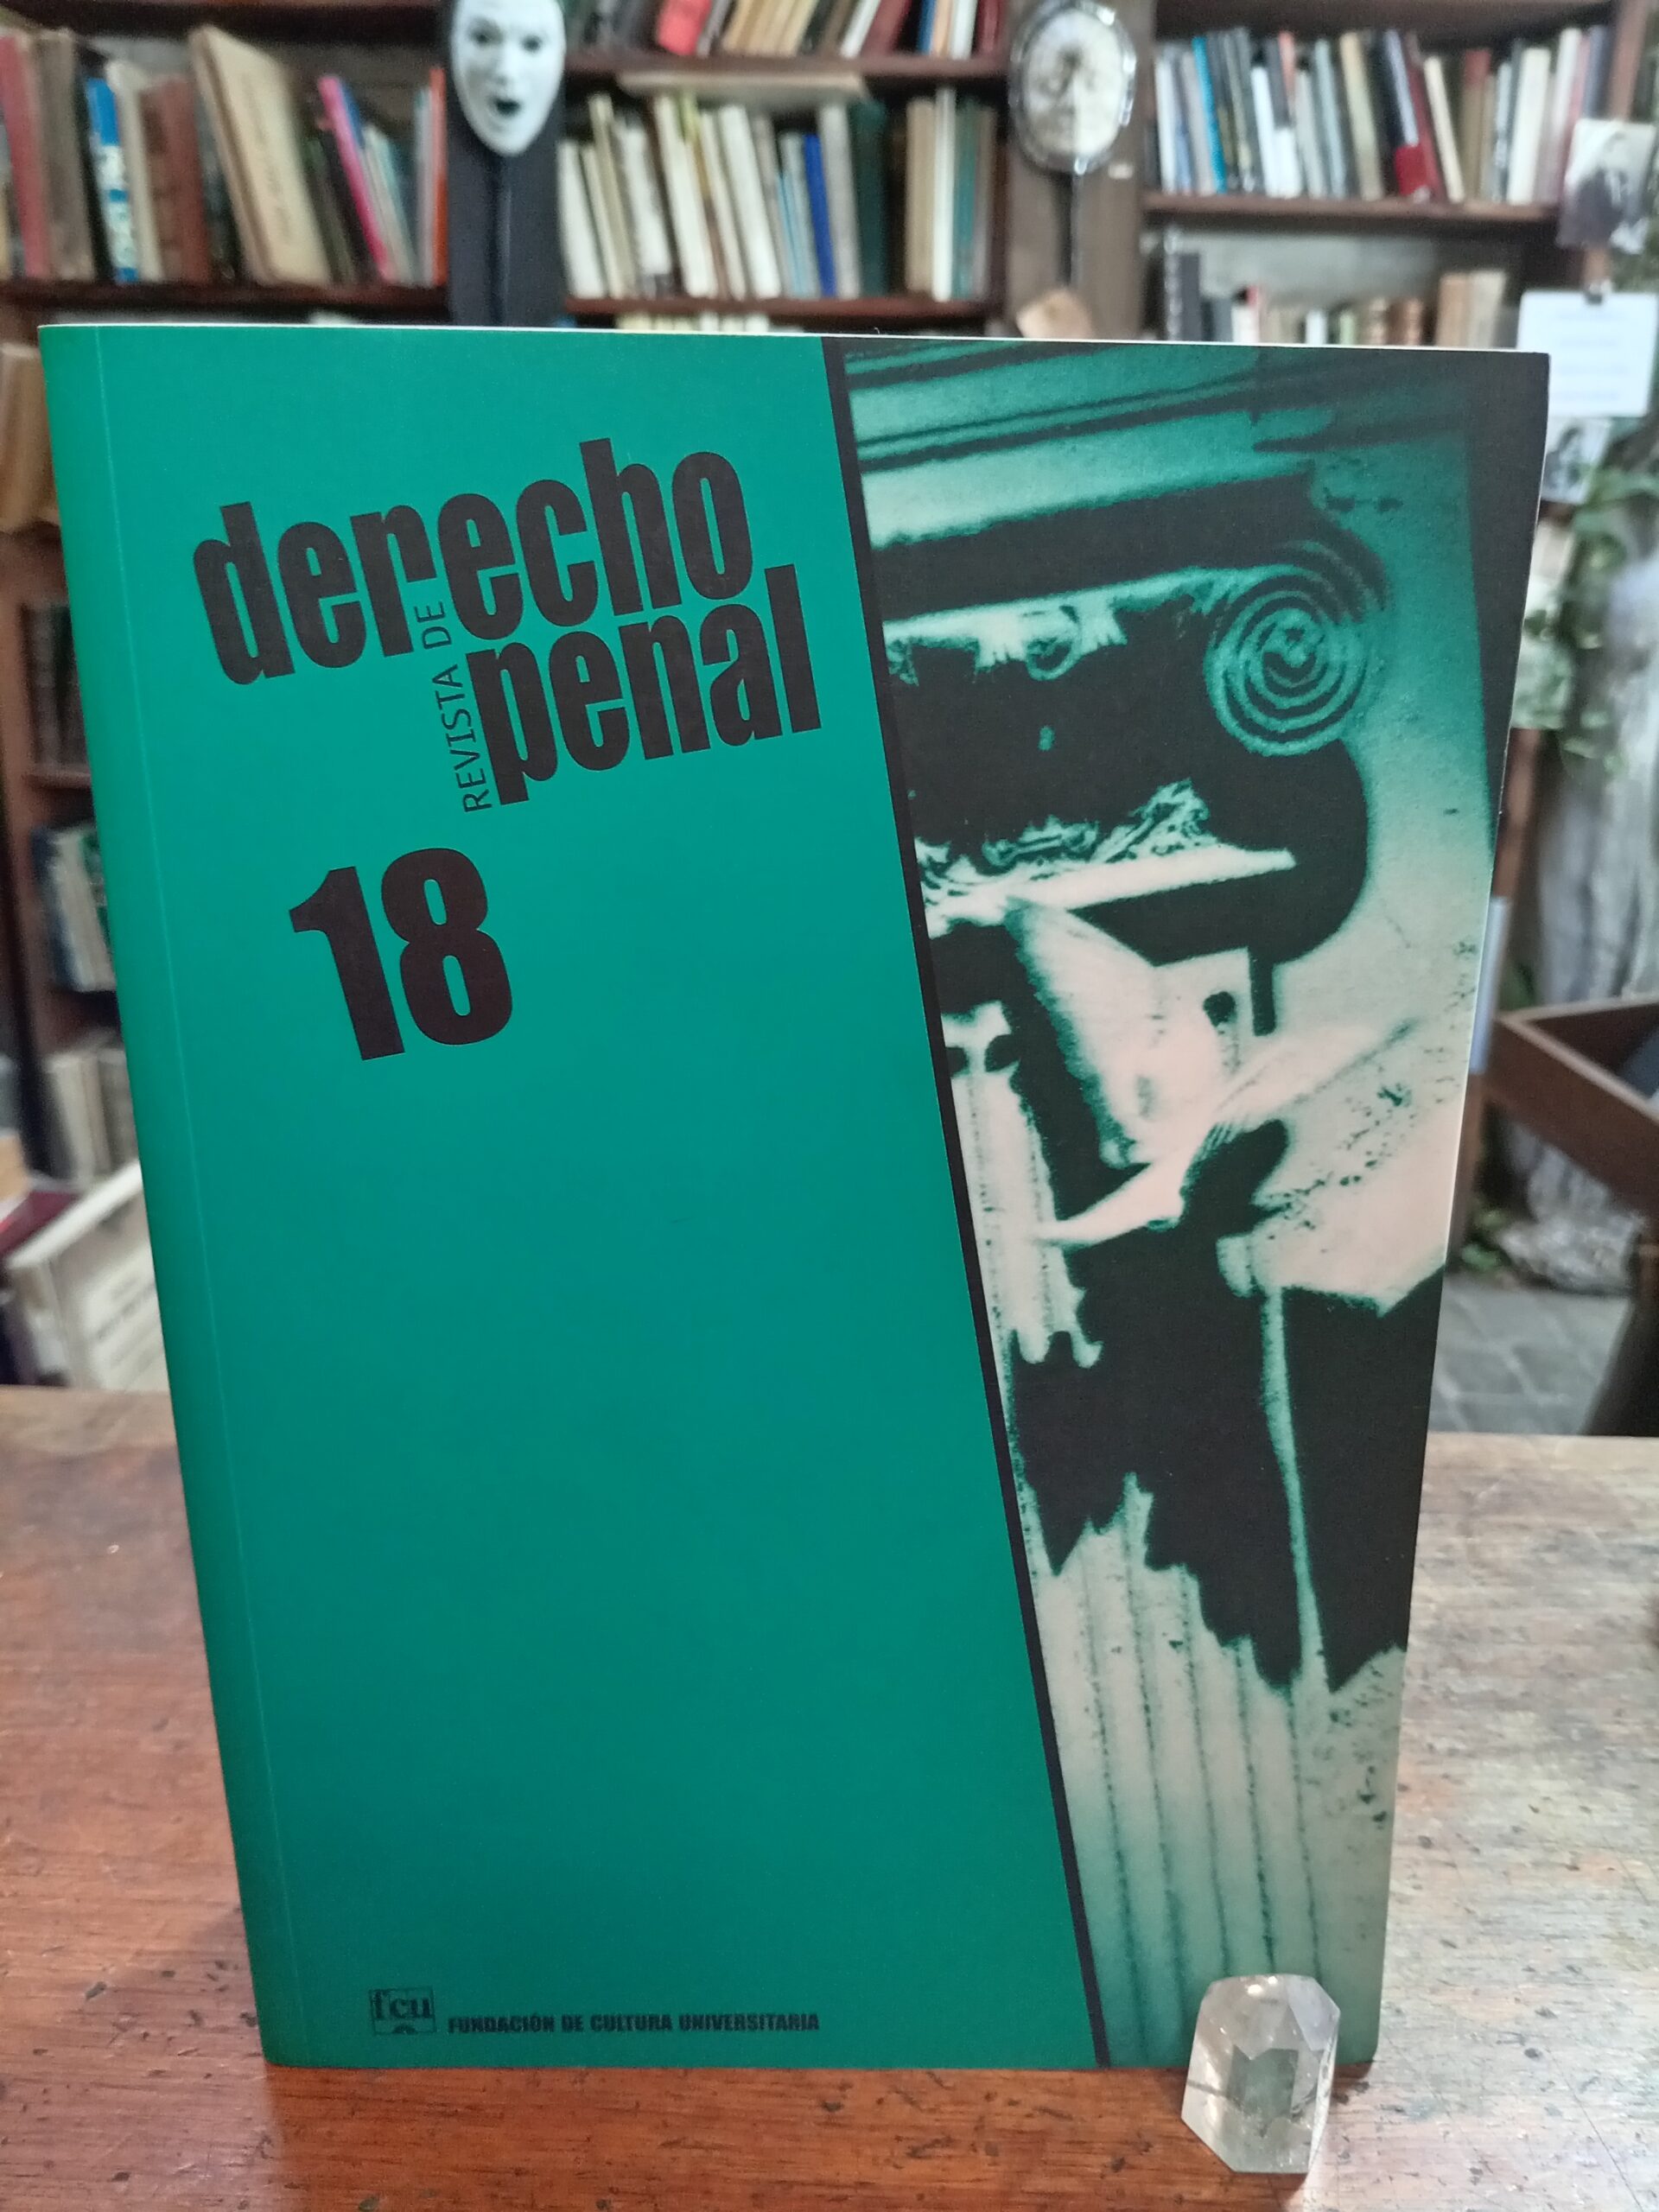 derecho
REVISTA DE
penal
18
fcu
FUNDACIÓN DE CULTURA UNIVERSITARIA